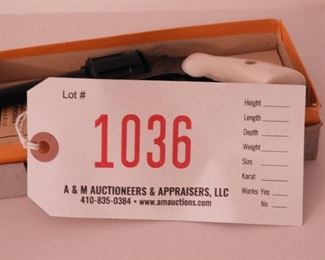 Lot #
1036
A & M AUCTIONEERS & APPRAISERS, LLC
410-835-0384 • www.amauctions.com
Height
Length
Depth
Weight
Size
Karat
Works: Yes
No